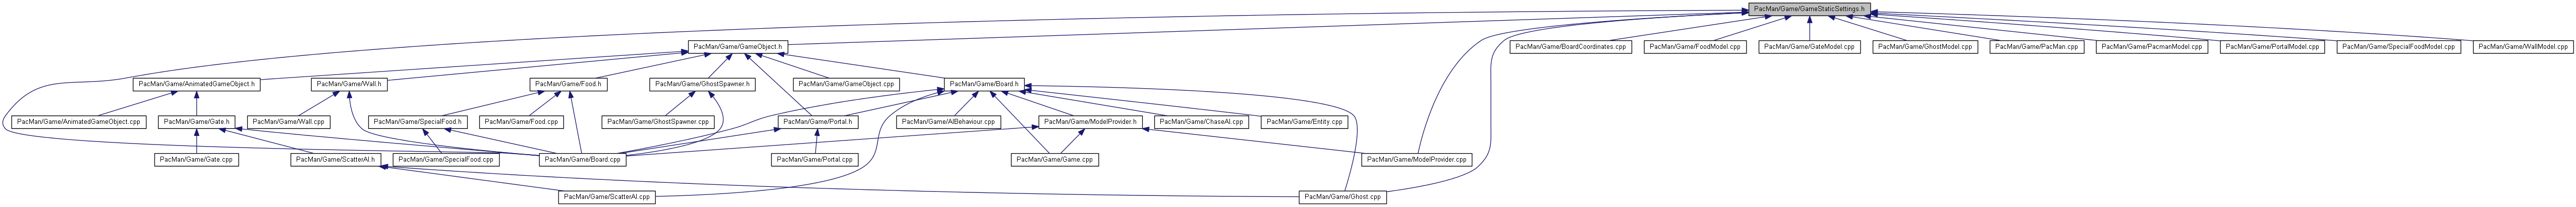 PacMan/Game/GameStaticSettings.h
PacMan/Game/GameObject.h
PacMan/Game/BoardCoordinates.cpp
PacMan/Game/FoodModel.cpp
PacMan/Game/GateModel.cpp
PacMan/Game/GhostModel.cpp
PacMan/Game/PacMan.cpp
PacMan/Game/PacmanModel.cpp
PacMan/Game/PortalModel.cpp
PacMan/Game/SpecialFoodModel.cpp
PacMan/Game/WallModel.cpp
PacMan/Game/AnimatedGameObject.h
PacMan/Game/Wall.h
PacMan/Game/Food.h
PacMan/Game/GhostSpawner.h
PacMan/Game/GameObject.cpp
PacMan/Game/Board.h
PacMan/Game/AnimatedGameObject.cpp
PacMan/Game/Gate.h
PacMan/Game/Wall.cpp
PacMan/Game/SpecialFood.h
PacMan/Game/Food.cpp
PacMan/Game/GhostSpawner.cpp
PacMan/Game/Portal.h
PacMan/Game/AIBehaviour.cpp
PacMan/Game/ModelProvider.h
PacMan/Game/ChaseAI.cpp
PacMan/Game/Entity.cpp
PacMan/Game/Gate.cpp
PacMan/Game/ScatterAI.h
PacMan/Game/SpecialFood.cpp
PacMan/Game/Board.cpp
PacMan/Game/Portal.cpp
PacMan/Game/Game.cpp
PacMan/Game/ModelProvider.cpp
PacMan/Game/ScatterAI.cpp
PacMan/Game/Ghost.cpp